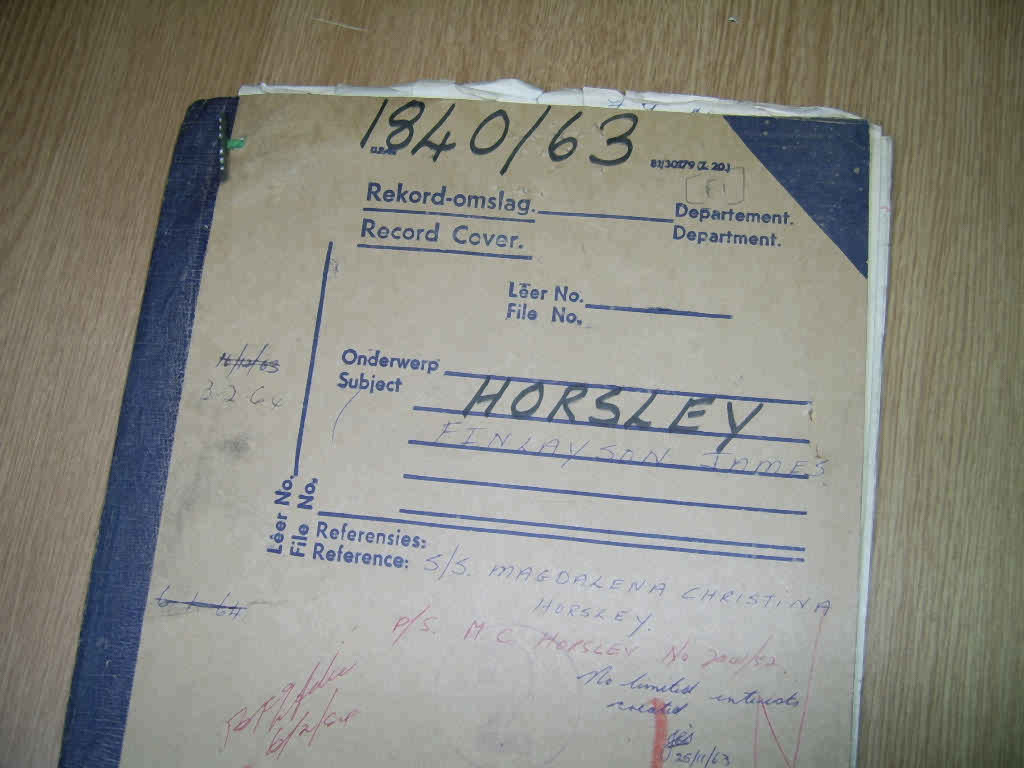 1840/63
81/30179 (Z. 20.)
F1
Rekord-omslag. Departement.
Record Cover. Department.
Lêer No.
File No.
Onderwerp
Subject
HORSLEY
FINLAYSON JAMES
16/12/63
3 2 64
Lêer No.
File No.
Referensies:
Reference: S/S. MAGDALENA CHRISTINA
HORSLEY.
6 1 64
P/S. M.C. HORSLEY No
No limited interests
created
25/11/63
6/2/64